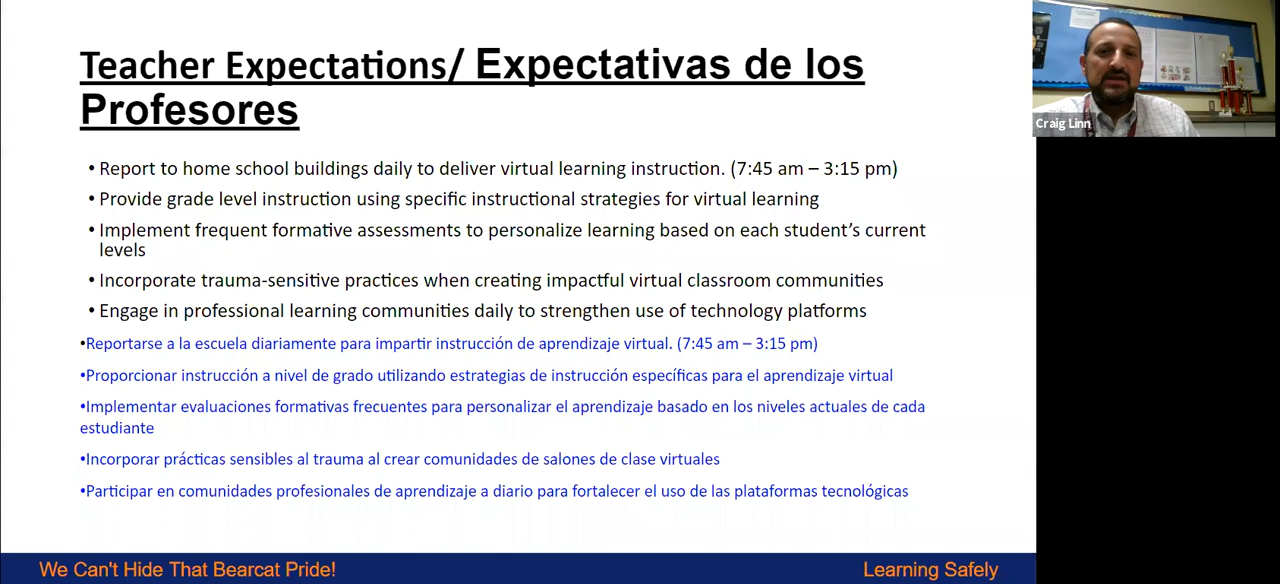 Teacher Expectations/ Expectativas de los
Profesores
• Report to home school buildings daily to deliver virtual learning instruction. (7:45 am – 3:15 pm)
• Provide grade level instruction using specific instructional strategies for virtual learning
• Implement frequent formative assessments to personalize learning based on each student’s current
levels
• Incorporate trauma-sensitive practices when creating impactful virtual classroom communities
• Engage in professional learning communities daily to strengthen use of technology platforms
•Reportarse a la escuela diariamente para impartir instrucción de aprendizaje virtual. (7:45 am – 3:15 pm)
•Proporcionar instrucción a nivel de grado utilizando estrategias de instrucción específicas para el aprendizaje virtual
•Implementar evaluaciones formativas frecuentes para personalizar el aprendizaje basado en los niveles actuales de cada
estudiante
•Incorporar prácticas sensibles al trauma al crear comunidades de salones de clase virtuales
•Participar en comunidades profesionales de aprendizaje a diario para fortalecer el uso de las plataformas tecnológicas
We Can't Hide That Bearcat Pride!
Learning Safely
Craig Linn